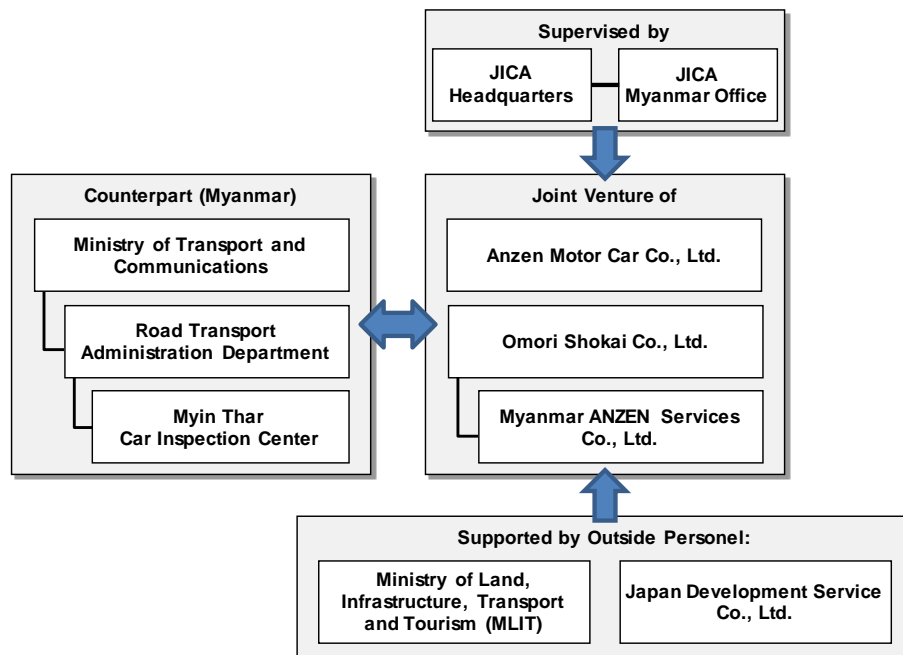 Supervised by
JICA
Headquarters
JICA
Myanmar Office
Counterpart (Myanmar)
Ministry of Transport and
Communications
Road Transport
Administration Department
Myin Thar
Car Inspection Center
Joint Venture of
Anzen Motor Car Co., Ltd.
Omori Shokai Co., Ltd.
Myanmar ANZEN Services
Co., Ltd.
Supported by Outside Personel:
Ministry of Land,
Infrastructure, Transport
and Tourism (MLIT)
Japan Development Service
Co., Ltd.